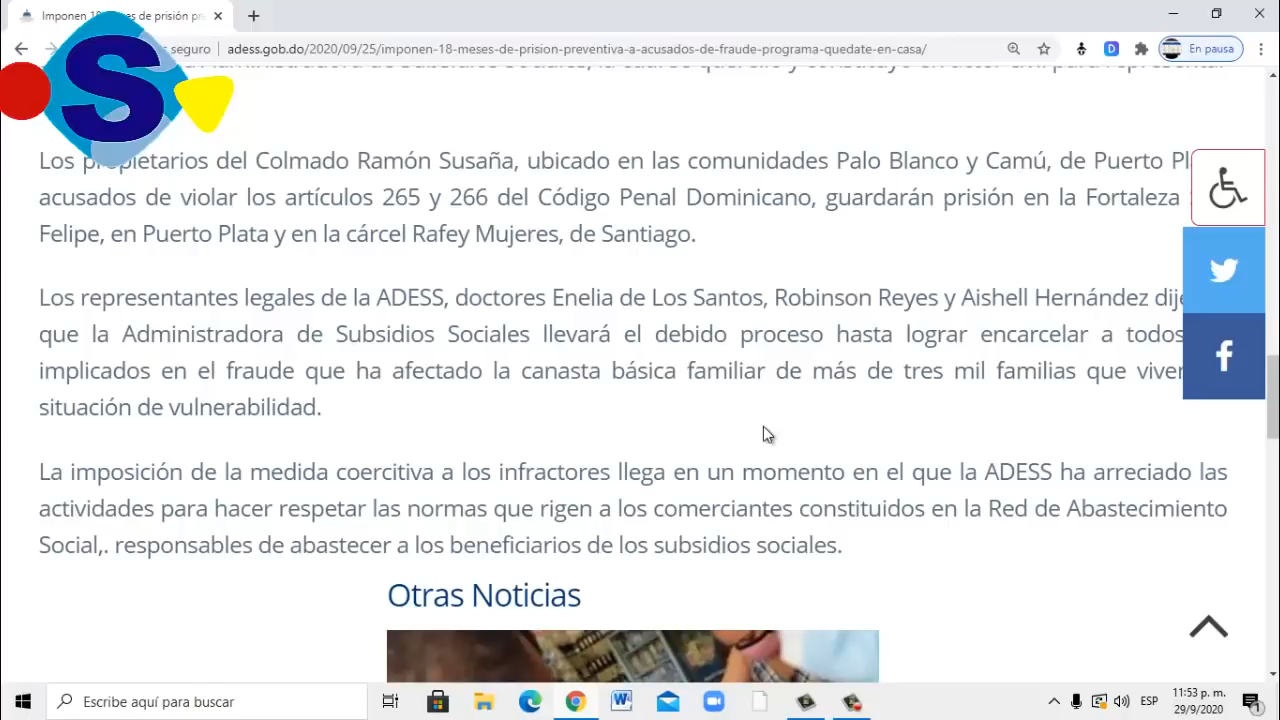 Imponen 18 meses de prisión pr
seguro
adess.gob.do/2020/09/25/imponen-18-meses-de-prision-preventiva-a-acusados-de-fraude-programa-quedate-en-casa/
En pausa
S
Los propietarios del Colmado Ramón Susaña, ubicado en las comunidades Palo Blanco y Camú, de Puerto Pl
acusados de violar los artículos 265 y 266 del Código Penal Dominicano, guardarán prisión en la Fortaleza
Felipe, en Puerto Plata y en la cárcel Rafey Mujeres, de Santiago.
Los representantes legales de la ADESS, doctores Enelia de Los Santos, Robinson Reyes y Aishell Hernández dije
que la Administradora de Subsidios Sociales llevará el debido proceso hasta lograr encarcelar a todos
implicados en el fraude que ha afectado la canasta básica familiar de más de tres mil familias que viven
situación de vulnerabilidad.
La imposición de la medida coercitiva a los infractores llega en un momento en el que la ADESS ha arreciado las
actividades para hacer respetar las normas que rigen a los comerciantes constituidos en la Red de Abastecimiento
Social,. responsables de abastecer a los beneficiarios de los subsidios sociales.
Otras Noticias
Escribe aquí para buscar
ESP
11:53 p. m.
29/9/2020